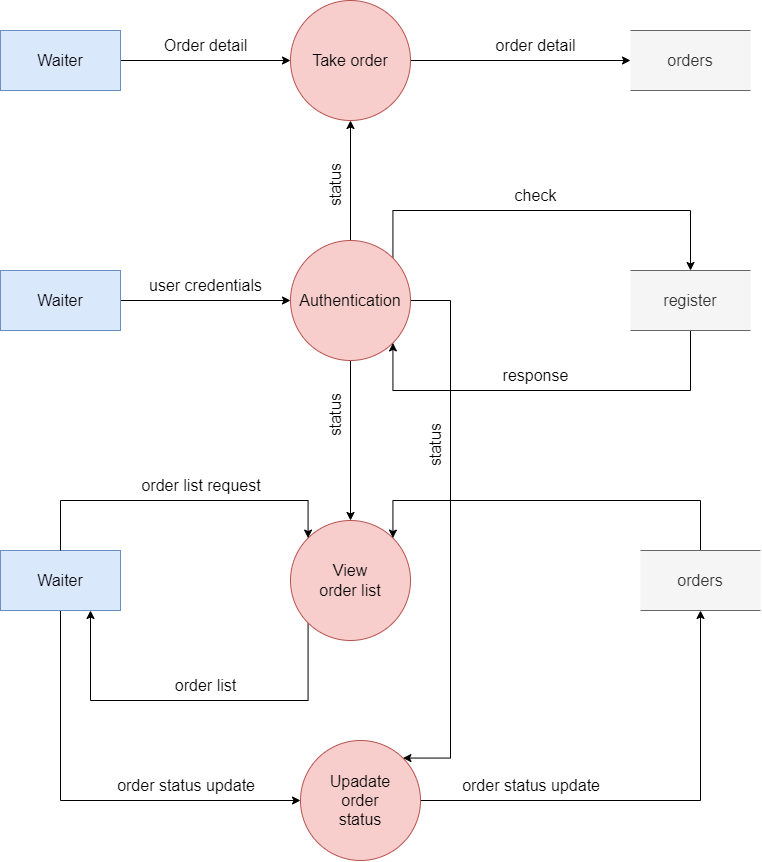 Order detail
order detail
Waiter
Take order
orders
status
check
user credentials
Waiter
Authentication
register
response
status
status
order list request
View
order list
Waiter
orders
order list
Upadate
order
status
order status update
order status update